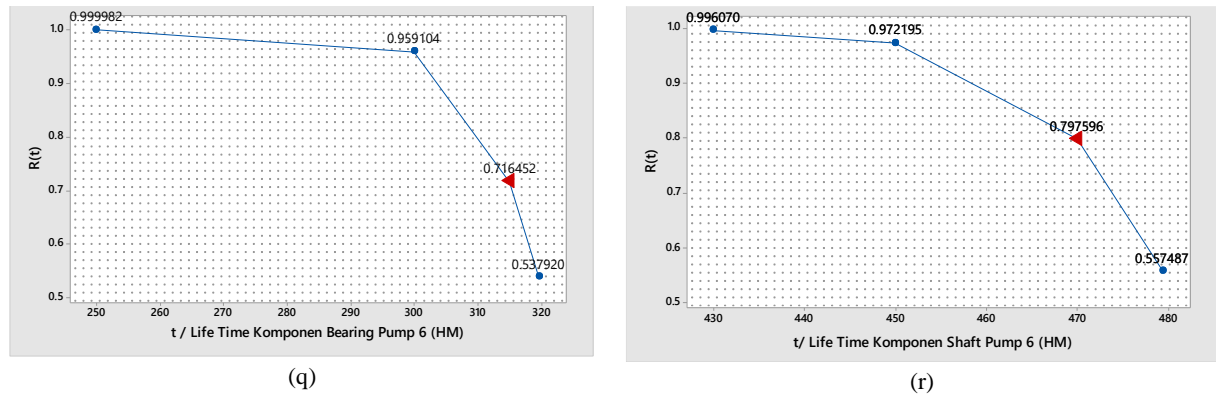 0.999982
1.0
0.959104
0.9
0.8
R(t)
0.716452
0.7
0.6
0.537920
0.5
250 260 270 280 290 300 310 320
t / Life Time Komponen Bearing Pump 6 (HM)
(q)
0.996070
1.0
0.972195
0.9
0.797596
0.8
R(t)
0.7
0.6
0.557487
0.5
430 440 450 460 470 480
t/ Life Time Komponen Shaft Pump 6 (HM)
(r)